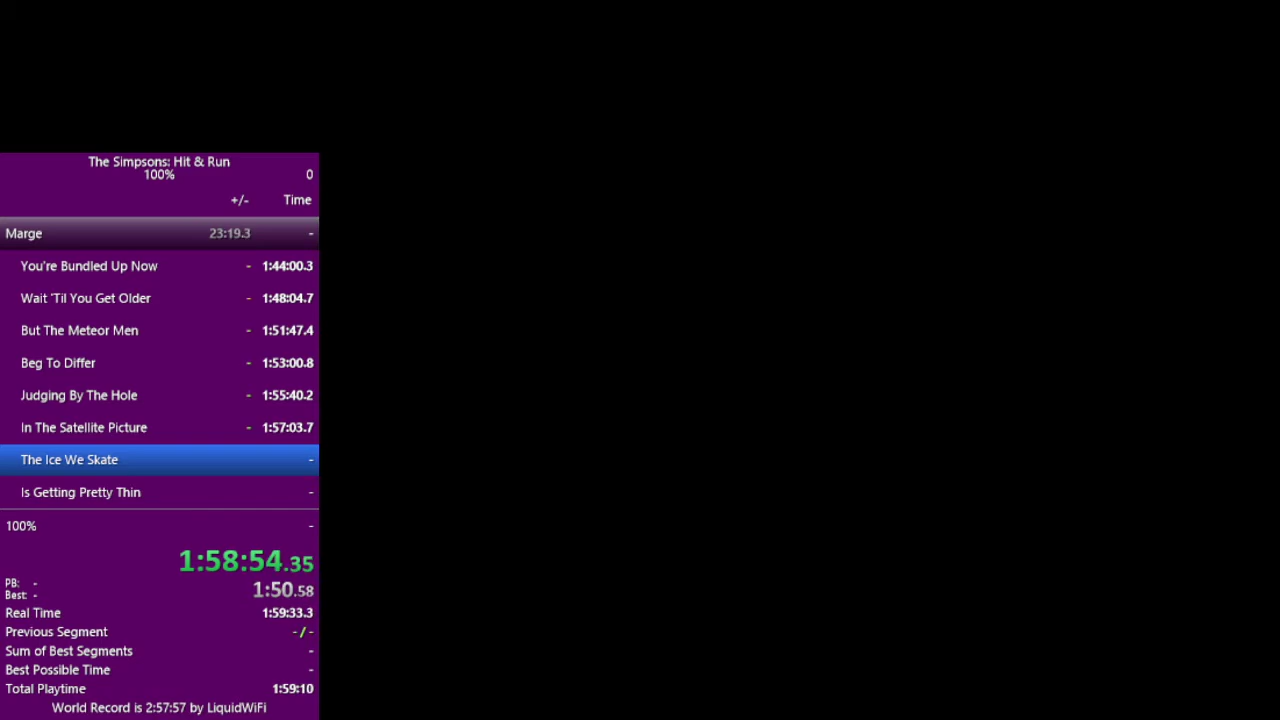 The Simpsons: Hit & Run
100% 0
+/- Time
Marge 23:19.3 -
You're Bundled Up Now - 1:44:00.3
Wait 'Til You Get Older - 1:48:04.7
But The Meteor Men - 1:51:47.4
Beg To Differ - 1:53:00.8
Judging By The Hole - 1:55:40.2
In The Satellite Picture - 1:57:03.7
The Ice We Skate -
Is Getting Pretty Thin -
100% -
1:58:54.35
PB: -
Best: - 1:50.58
Real Time 1:59:33.3
Previous Segment - / -
Sum of Best Segments -
Best Possible Time -
Total Playtime 1:59:10
World Record is 2:57:57 by LiquidWiFi